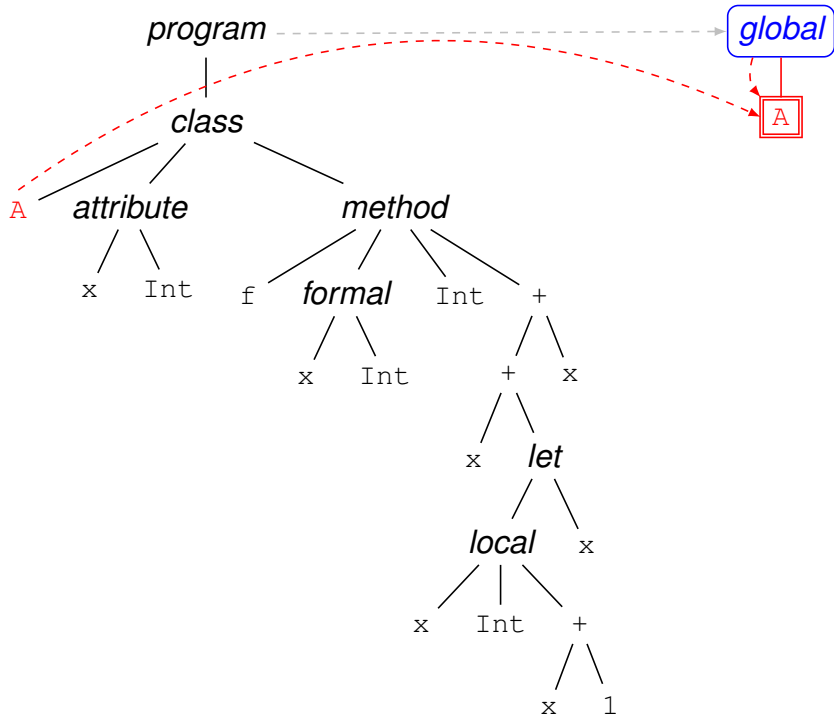 program global
A
class
A attribute method
x Int f formal Int +
x Int + x
x let
local x
x Int +
x 1